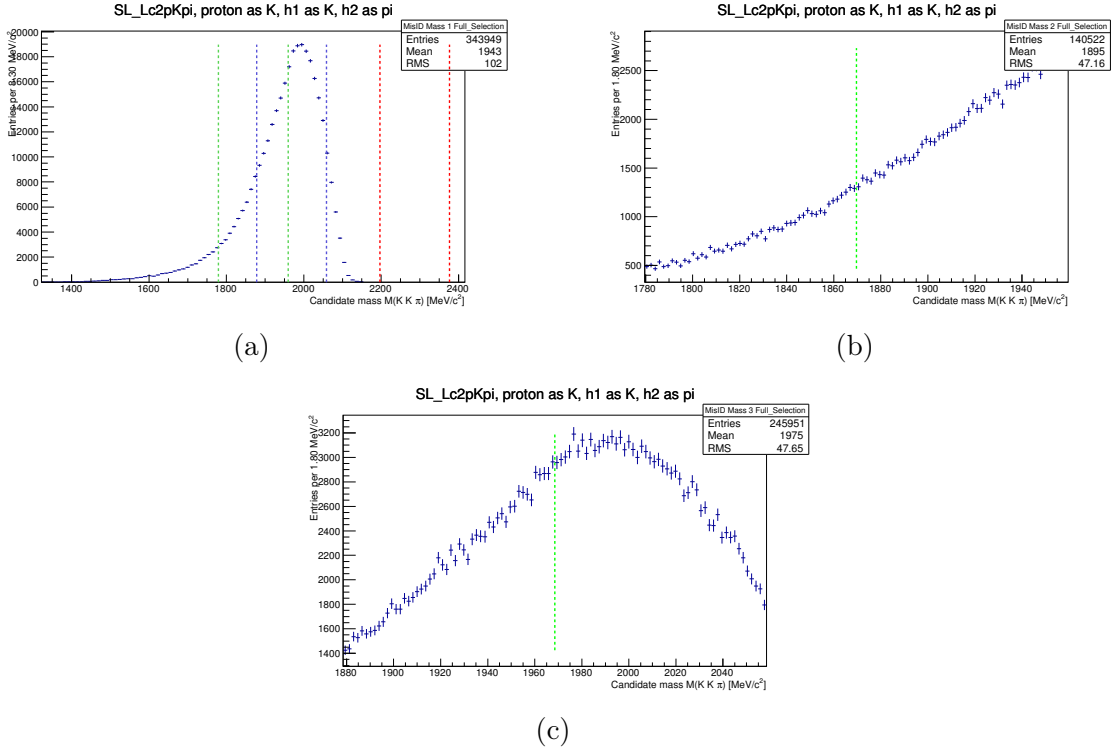 SL_Lc2pKpi, proton as K, h1 as K, h2 as pi
MisID Mass 1 Full_Selection
Entries 343949
Mean 1943
RMS 102
Entries per 8.30 MeV/c2
20000
18000
16000
14000
12000
10000
8000
6000
4000
2000
0
1400 1600 1800 2000 2200 2400
Candidate mass M(K K π) [MeV/c2]
(a)
SL_Lc2pKpi, proton as K, h1 as K, h2 as pi
MisID Mass 2 Full_Selection
Entries 140522
Mean 1895
RMS 47.16
Entries per 1.80 MeV/c2
2500
2000
1500
1000
500
1780 1800 1820 1840 1860 1880 1900 1920 1940
Candidate mass M(K K π) [MeV/c2]
(b)
SL_Lc2pKpi, proton as K, h1 as K, h2 as pi
MisID Mass 3 Full_Selection
Entries 245951
Mean 1975
RMS 47.65
Entries per 1.80 MeV/c2
3200
3000
2800
2600
2400
2200
2000
1800
1600
1400
1880 1900 1920 1940 1960 1980 2000 2020 2040
Candidate mass M(K K π) [MeV/c2]
(c)